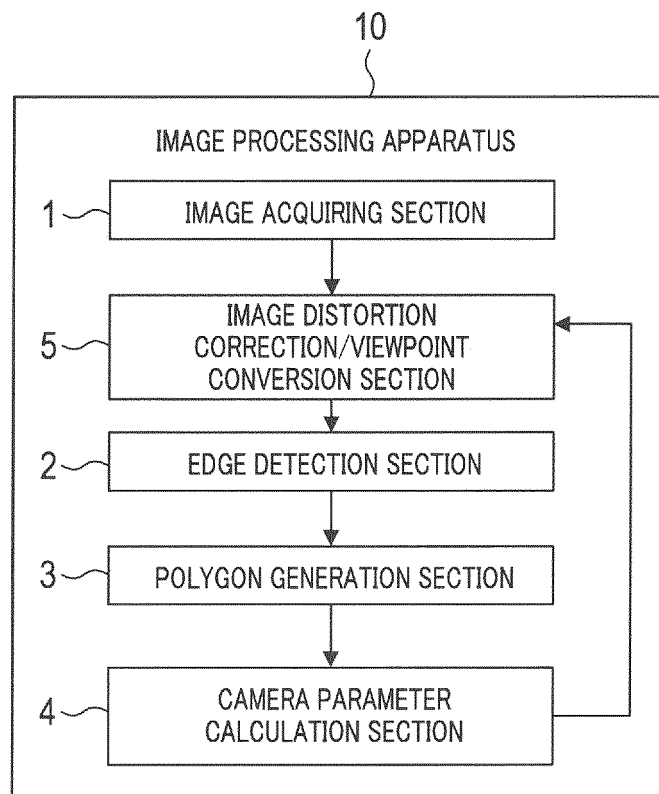 10
IMAGE PROCESSING APPARATUS
1
IMAGE ACQUIRING SECTION
5
IMAGE DISTORTION
CORRECTION/VIEWPOINT
CONVERSION SECTION
2
EDGE DETECTION SECTION
3
POLYGON GENERATION SECTION
4
CAMERA PARAMETER
CALCULATION SECTION